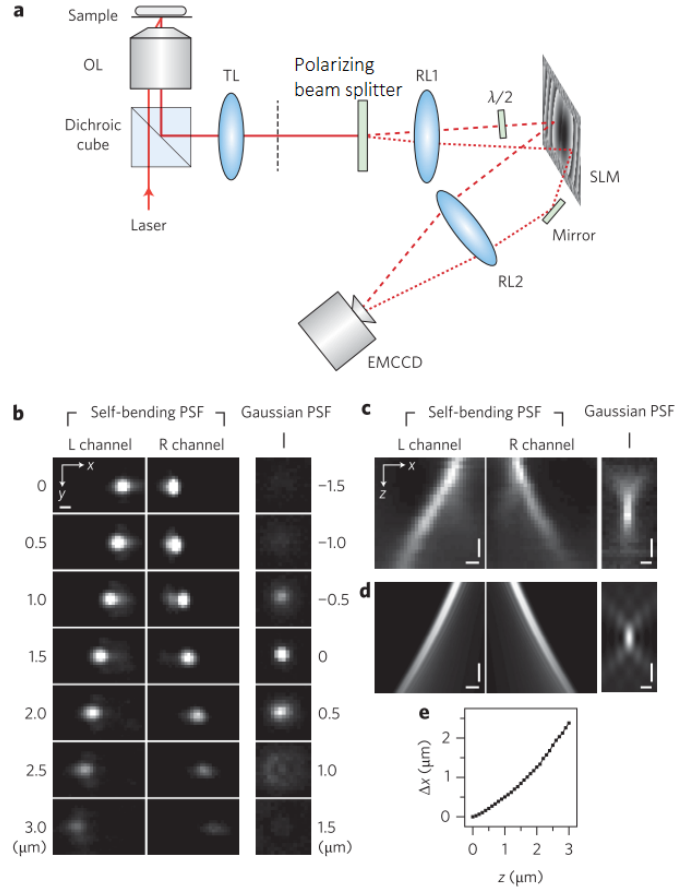 a
Sample
OL
Dichroic
cube
Laser
TL
Polarizing
beam splitter
RL1
λ/2
SLM
Mirror
RL2
EMCCD
b
Self-bending PSF
Gaussian PSF
L channel
R channel
x
y
0
−1.5
0.5
−1.0
1.0
−0.5
1.5
0
2.0
0.5
2.5
1.0
3.0
1.5
(μm)
(μm)
c
Self-bending PSF
Gaussian PSF
L channel
R channel
x
z
d
e
Δx (μm)
2
1
0
0 1 2 3
z (μm)